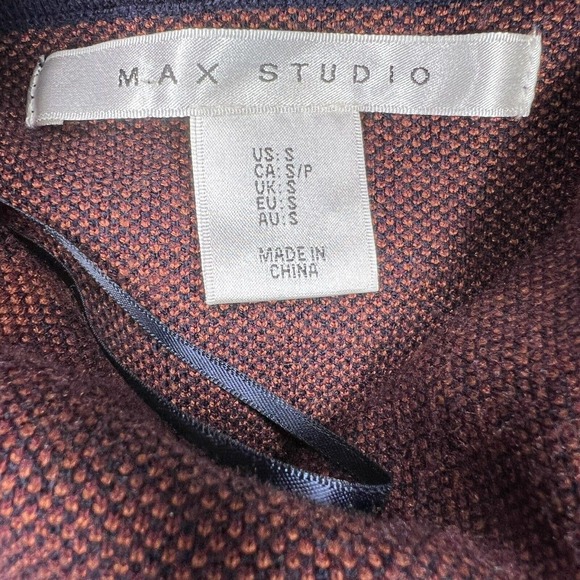 MAX STUDIO
US: S
CA: S/P
UK: S
EU: S
AU: S
MADE IN
CHINA